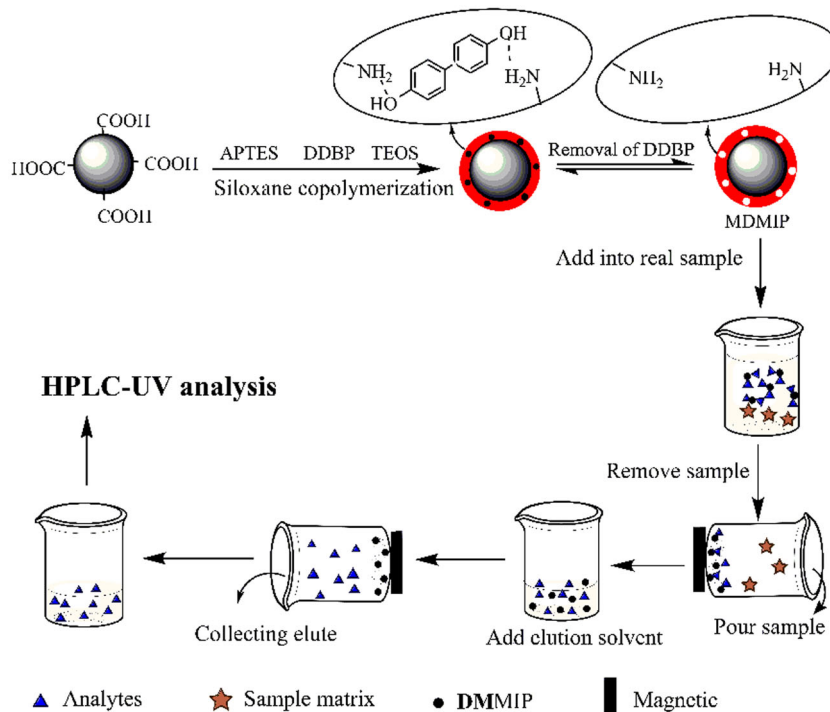 OH
NH2
H2N
HO
NH2
H2N
COOH
COOH
HOOC
COOH
COOH
APTES DDBP TEOS
Siloxane copolymerization
Removal of DDBP
MDMIP
Add into real sample
HPLC-UV analysis
Remove sample
Collecting elute
Add elution solvent
Pour sample
Analytes
Sample matrix
DMMIP
Magnetic